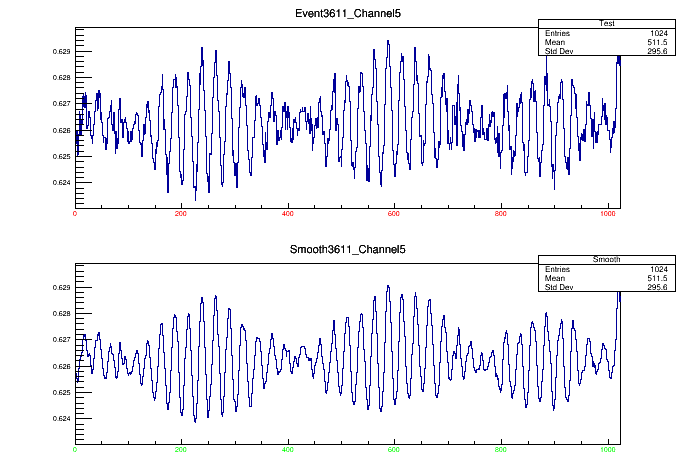 Event3611_Channel5
Test
Entries 1024
Mean 511.5
Std Dev 295.6
0.629
0.628
0.627
0.626
0.625
0.624
0 200 400 600 800 1000
Smooth3611_Channel5
Smooth
Entries 1024
Mean 511.5
Std Dev 295.6
0.629
0.628
0.627
0.626
0.625
0.624
0 200 400 600 800 1000